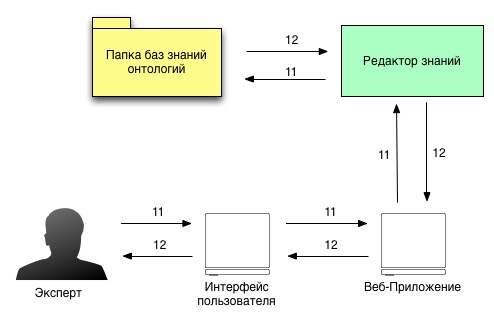 Папка баз знаний
онтологий
12
11
Редактор знаний
11
12
11
12
11
12
Эксперт
Интерфейс
пользователя
Веб-Приложение